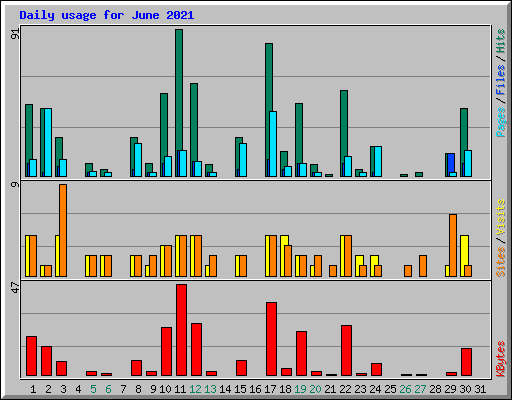 Daily usage for June 2021
91
9
47
Pages / Files / Hits
Sites / Visits
KBytes
1 2 3 4 5 6 7 8 9 10 11 12 13 14 15 16 17 18 19 20 21 22 23 24 25 26 27 28 29 30 31